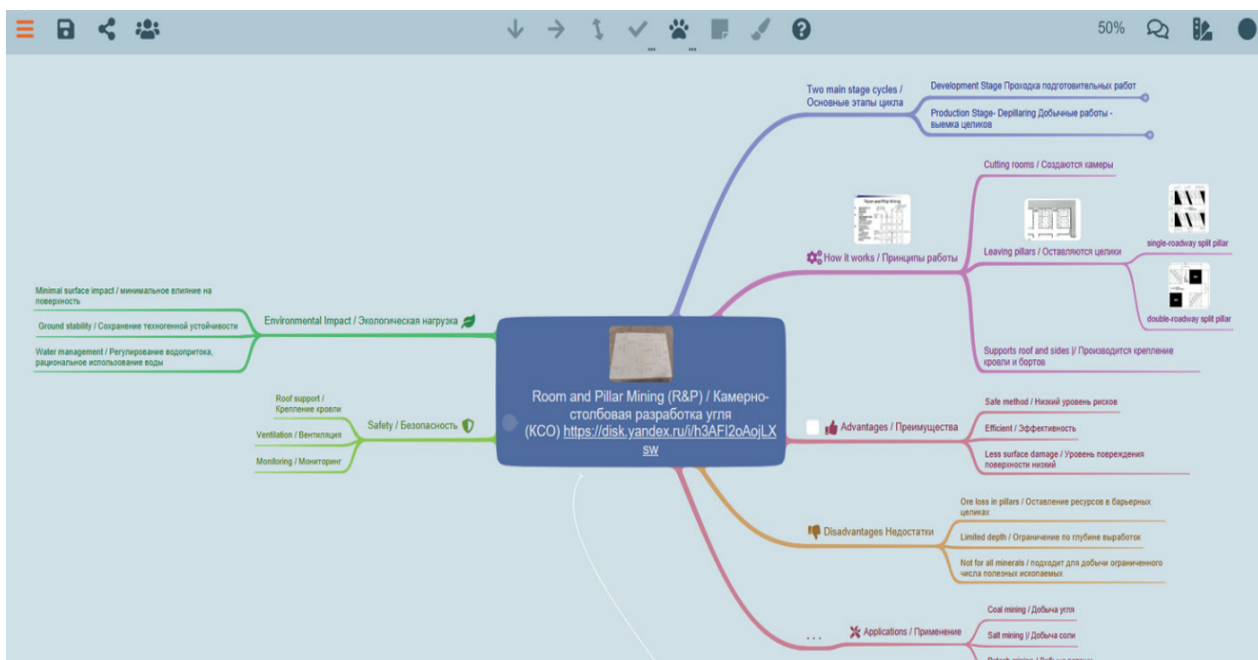 50%
Two main stage cycles /
Основные этапы цикла
Development Stage Проходка подготовительных работ
Production Stage- Depillaring Добычные работы -
выемка целиков
How it works / Принципы работы
Room and Pillar Mining
Cutting rooms / Создаются камеры
Leaving pillars / Оставляются целики
single-roadway split pillar
double-roadway split pillar
Supports roof and sides )/ Производится крепление
кровли и бортов
Environmental Impact / Экологическая нагрузка
Minimal surface impact / минимальное влияние на
поверхность
Ground stability / Сохранение техногенной устойчивости
Water management / Регулирование водопритока,
рациональное использование воды
Safety / Безопасность
Roof support /
Крепление кровли
Ventilation / Вентиляция
Monitoring / Мониторинг
Room and Pillar Mining (R&P) / Камерно-
столбовая разработка угля
(КСО) https://disk.yandex.ru/i/h3AFI2oAojLX
sw
Advantages / Преимущества
Safe method / Низкий уровень рисков
Efficient / Эффективность
Less surface damage / Уровень повреждения
поверхности низкий
Disadvantages Недостатки
Ore loss in pillars / Оставление ресурсов в барьерных
целиках
Limited depth / Ограничение по глубине выработок
Not for all minerals / подходит для добычи ограниченного
числа полезных ископаемых
... Applications / Применение
Coal mining / Добыча угля
Salt mining )/ Добыча соли